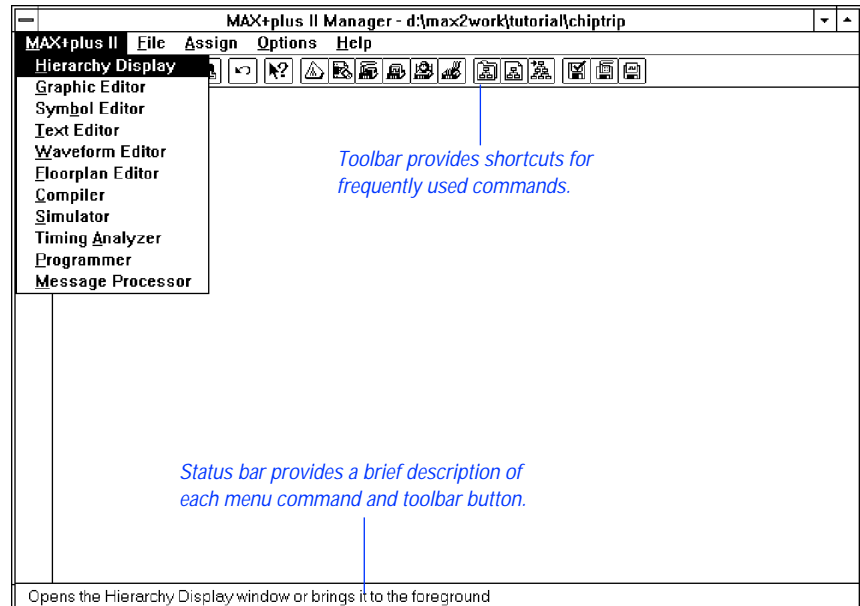 MAX+plus II Manager - d:\max2work\tutorial\chiptrip
MAX+plus II File Assign Options Help
Hierarchy Display
Graphic Editor
Symbol Editor
Text Editor
Waveform Editor
Floorplan Editor
Compiler
Simulator
Timing Analyzer
Programmer
Message Processor
Toolbar provides shortcuts for
frequently used commands.
Status bar provides a brief description of
each menu command and toolbar button.
Opens the Hierarchy Display window or brings it to the foreground